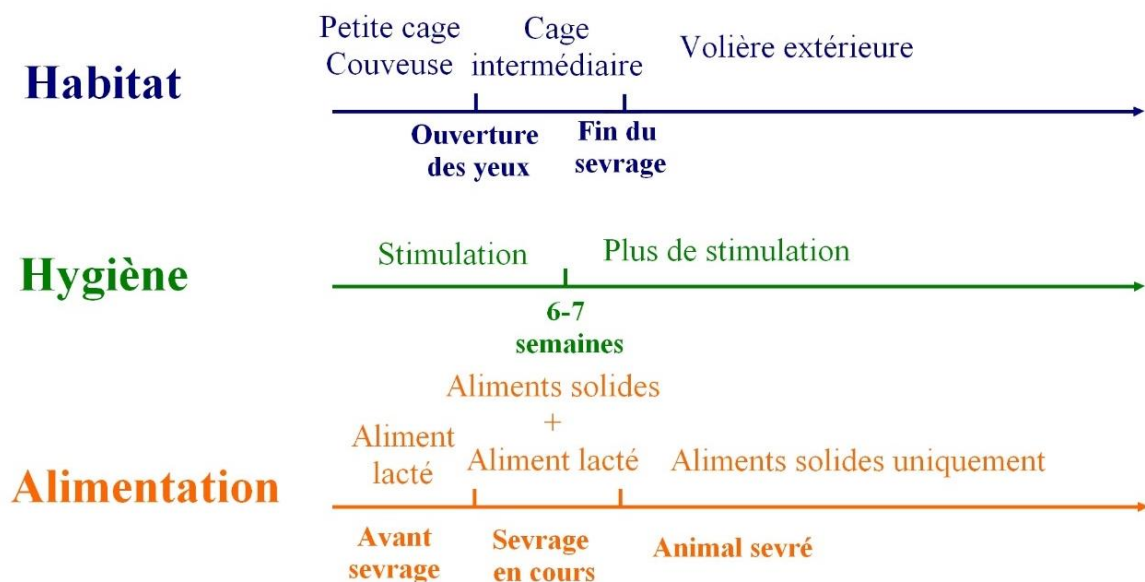 Habitat
Petite cage
Couveuse
Cage
intermédiaire
Volière extérieure
Ouverture
des yeux
Fin du
sevrage
Hygiène
Stimulation
Plus de stimulation
6-7
semaines
Alimentation
Aliment
lacté
Aliments solides
+
Aliment lacté
Aliments solides uniquement
Avant
sevrage
Sevrage
en cours
Animal sevré